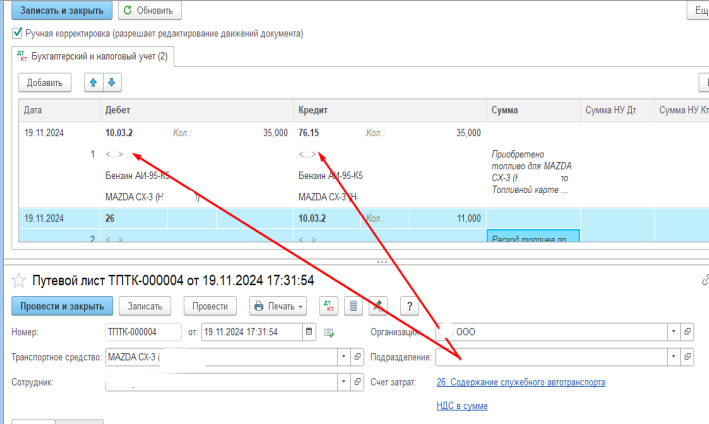 Записать и закрыть Обновить Ещ
Ручная корректировка (разрешает редактирование движений документа)
Дт Кт Бухгалтерский и налоговый учет (2)
Добавить
Дата Дебет Кредит Сумма Сумма НУ Дт Сумма НУ Кт
19.11.2024 10.03.2 Кол.: 35,000 76.15 Кол.: 35,000
1 <...> <...> Приобретено
топливо для MAZDA
Бензин АИ-95-К5 Бензин АИ-95-К5 CX-3 (Н то
MAZDA CX-3 (Н ) MAZDA CX-3 (Н Топливной карте ...
19.11.2024 26 10.03.2 Кол.: 11,000
2 <...> <...> Расход топлива по
Путевой лист ТПТК-000004 от 19.11.2024 17:31:54
Провести и закрыть Записать Провести Печать Дт Кт ?
Номер: ТПТК-000004 от: 19.11.2024 17:31:54 Организация: ООО
Транспортное средство: MAZDA CX-3 ( Подразделение:
Сотрудник: Счет затрат: 26. Содержание служебного автотранспорта
НДС в сумме